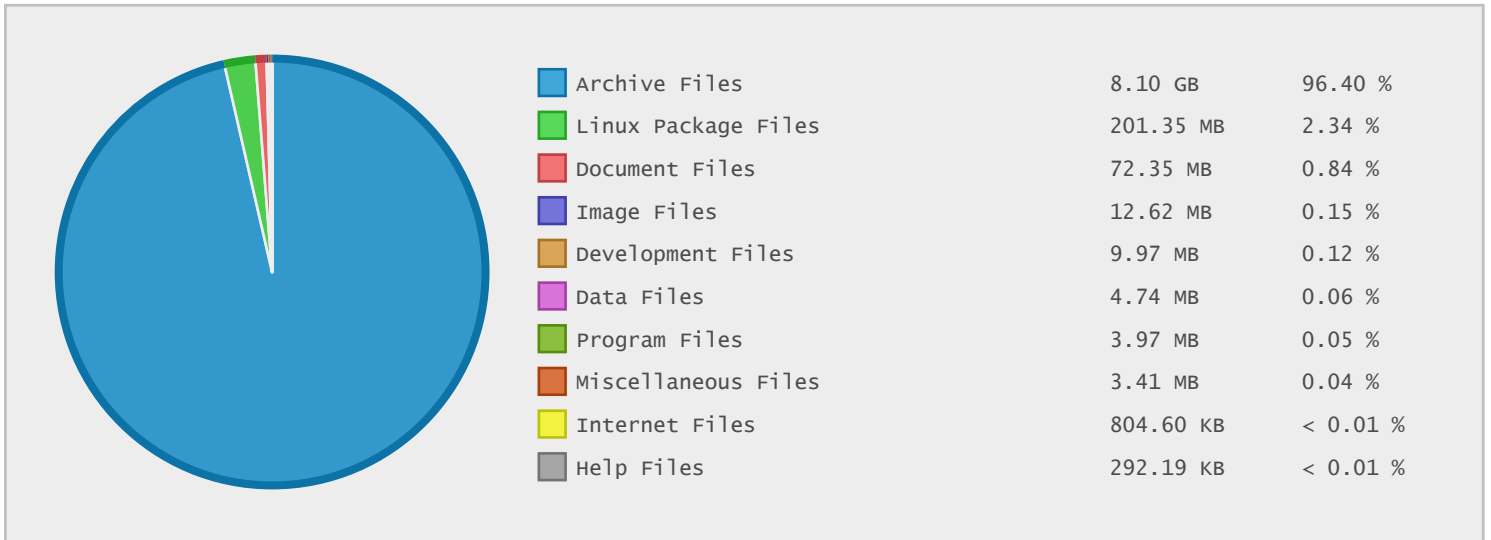 Archive Files 8.10 GB 96.40 %
Linux Package Files 201.35 MB 2.34 %
Document Files 72.35 MB 0.84 %
Image Files 12.62 MB 0.15 %
Development Files 9.97 MB 0.12 %
Data Files 4.74 MB 0.06 %
Program Files 3.97 MB 0.05 %
Miscellaneous Files 3.41 MB 0.04 %
Internet Files 804.60 KB < 0.01 %
Help Files 292.19 KB < 0.01 %